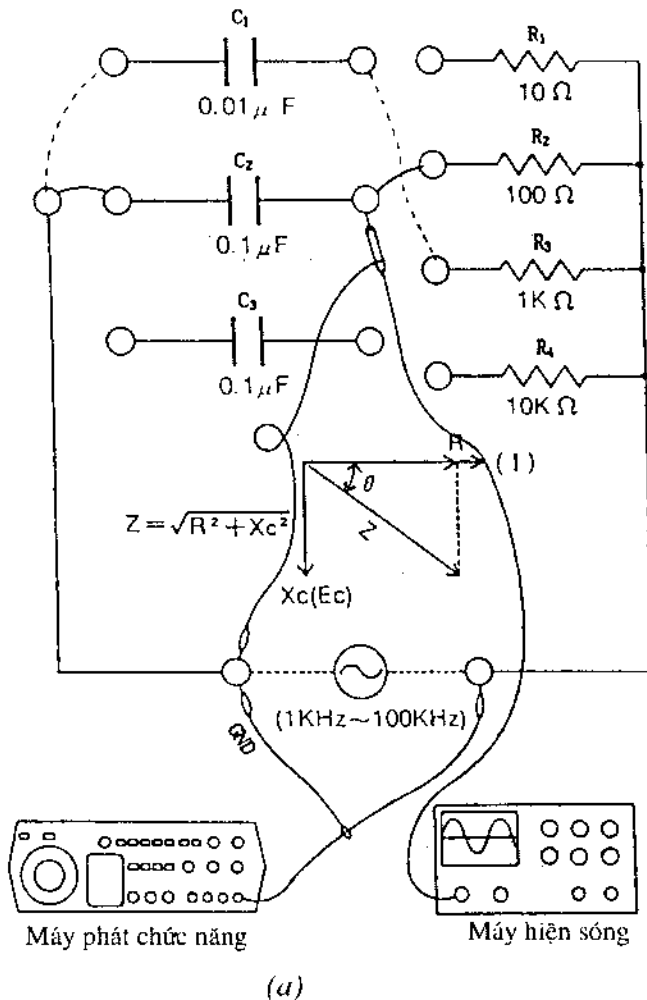 C₁
0.01μF
R₁
10Ω
C₂
0.1μF
R₂
100Ω
R₃
1KΩ
C₃
0.1μF
R₄
10KΩ
R
(I)
θ
Z=√R²+Xc²
Z
Xc(Ec)
(1KHz~100KHz)
GND
Máy phát chức năng
Máy hiện sóng
(a)